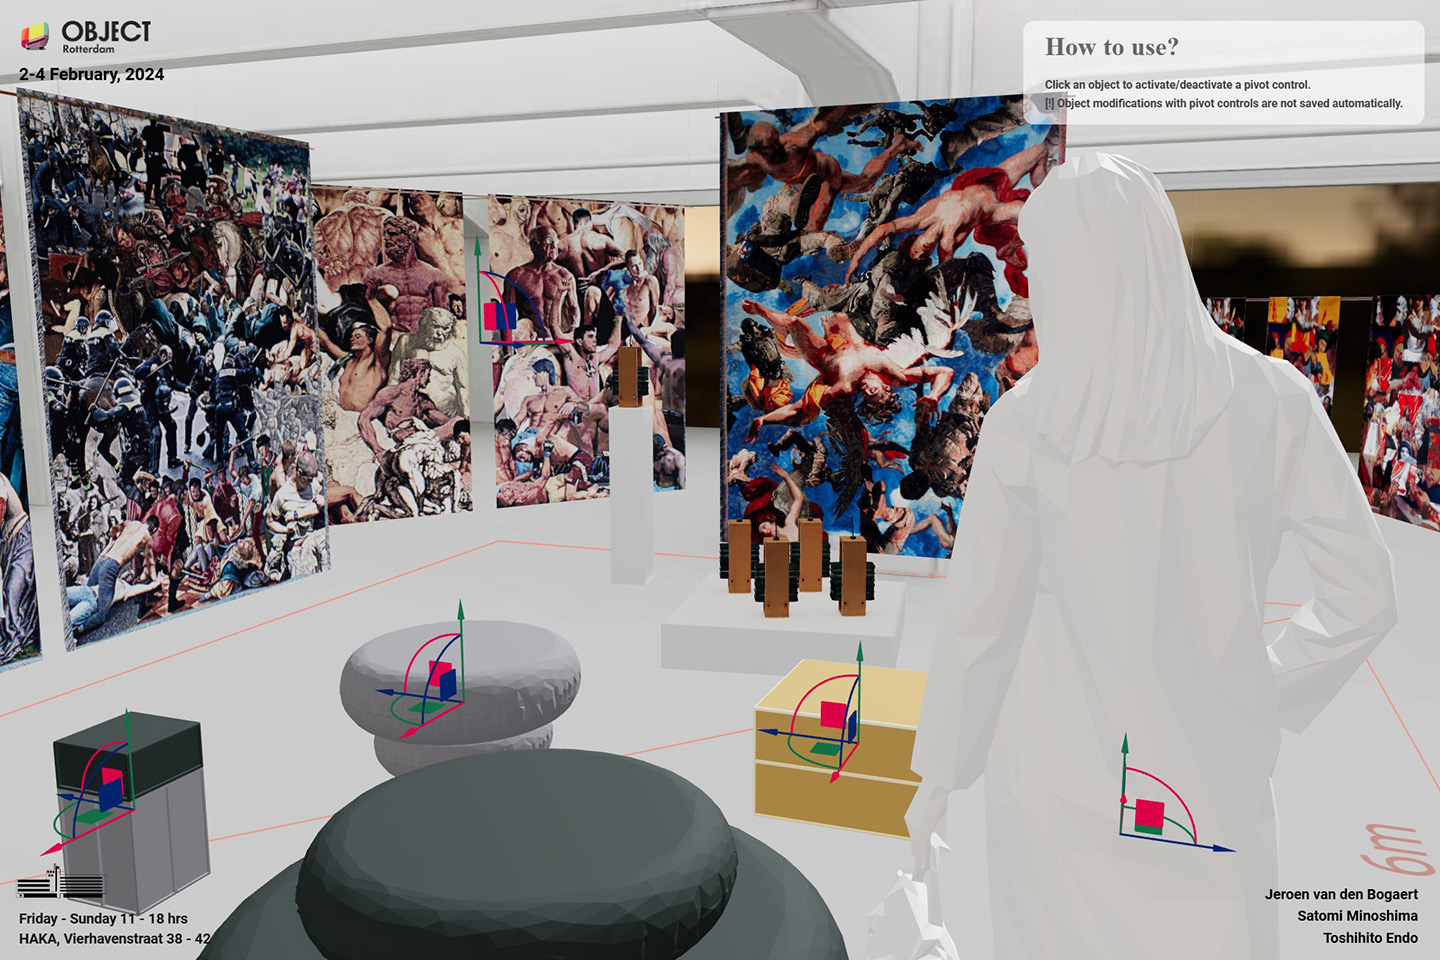 OBJECT
Rotterdam
2-4 February, 2024
How to use?
Click an object to activate/deactivate a pivot control.
[!] Object modifications with pivot controls are not saved automatically.
6m
Friday - Sunday 11 - 18 hrs
HAKA, Vierhavenstraat 38 - 42
Jeroen van den Bogaert
Satomi Minoshima
Toshihito Endo